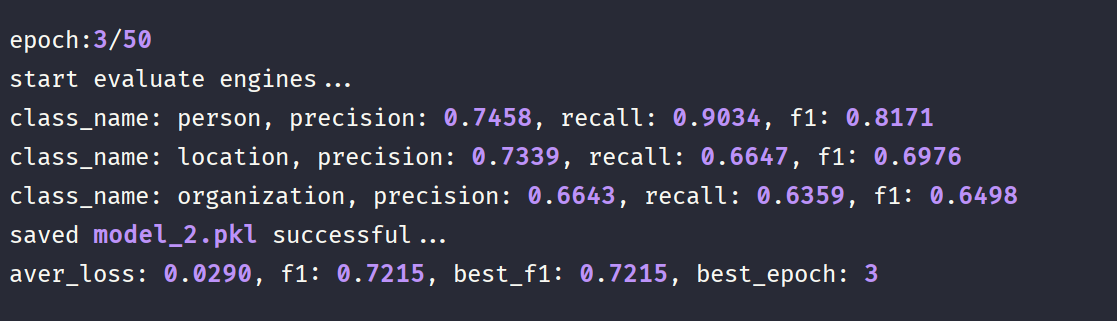 epoch:3/50
start evaluate engines...
class_name: person, precision: 0.7458, recall: 0.9034, f1: 0.8171
class_name: location, precision: 0.7339, recall: 0.6647, f1: 0.6976
class_name: organization, precision: 0.6643, recall: 0.6359, f1: 0.6498
saved model_2.pkl successful...
aver_loss: 0.0290, f1: 0.7215, best_f1: 0.7215, best_epoch: 3